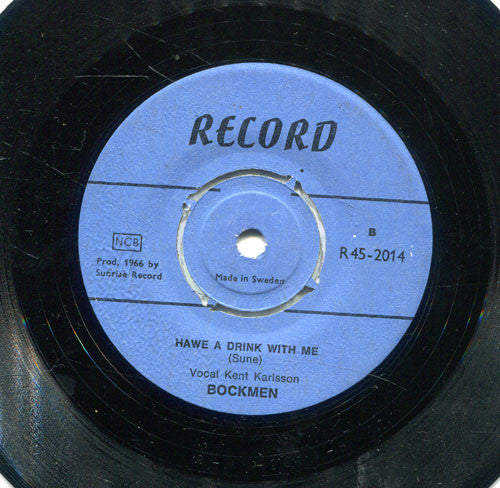 RECORD
B
R 45-2014
NCB
Prod. 1966 by
Sunrise Record
Made in Sweden
HAWE A DRINK WITH ME
(Sune)
Vocal Kent Karlsson
BOCKMEN